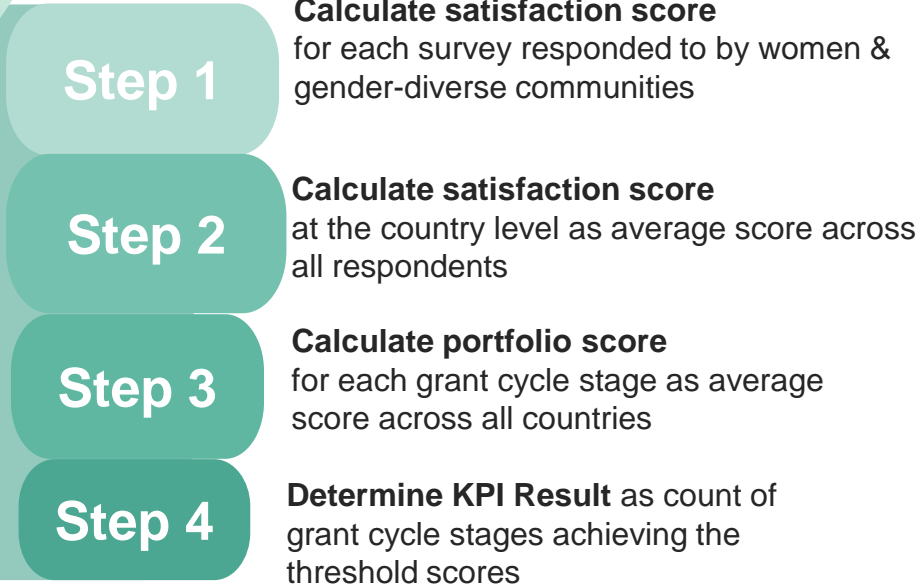 Step 1
Calculate satisfaction score
for each survey responded to by women &
gender-diverse communities
Step 2
Calculate satisfaction score
at the country level as average score across
all respondents
Step 3
Calculate portfolio score
for each grant cycle stage as average
score across all countries
Step 4
Determine KPI Result as count of
grant cycle stages achieving the
threshold scores